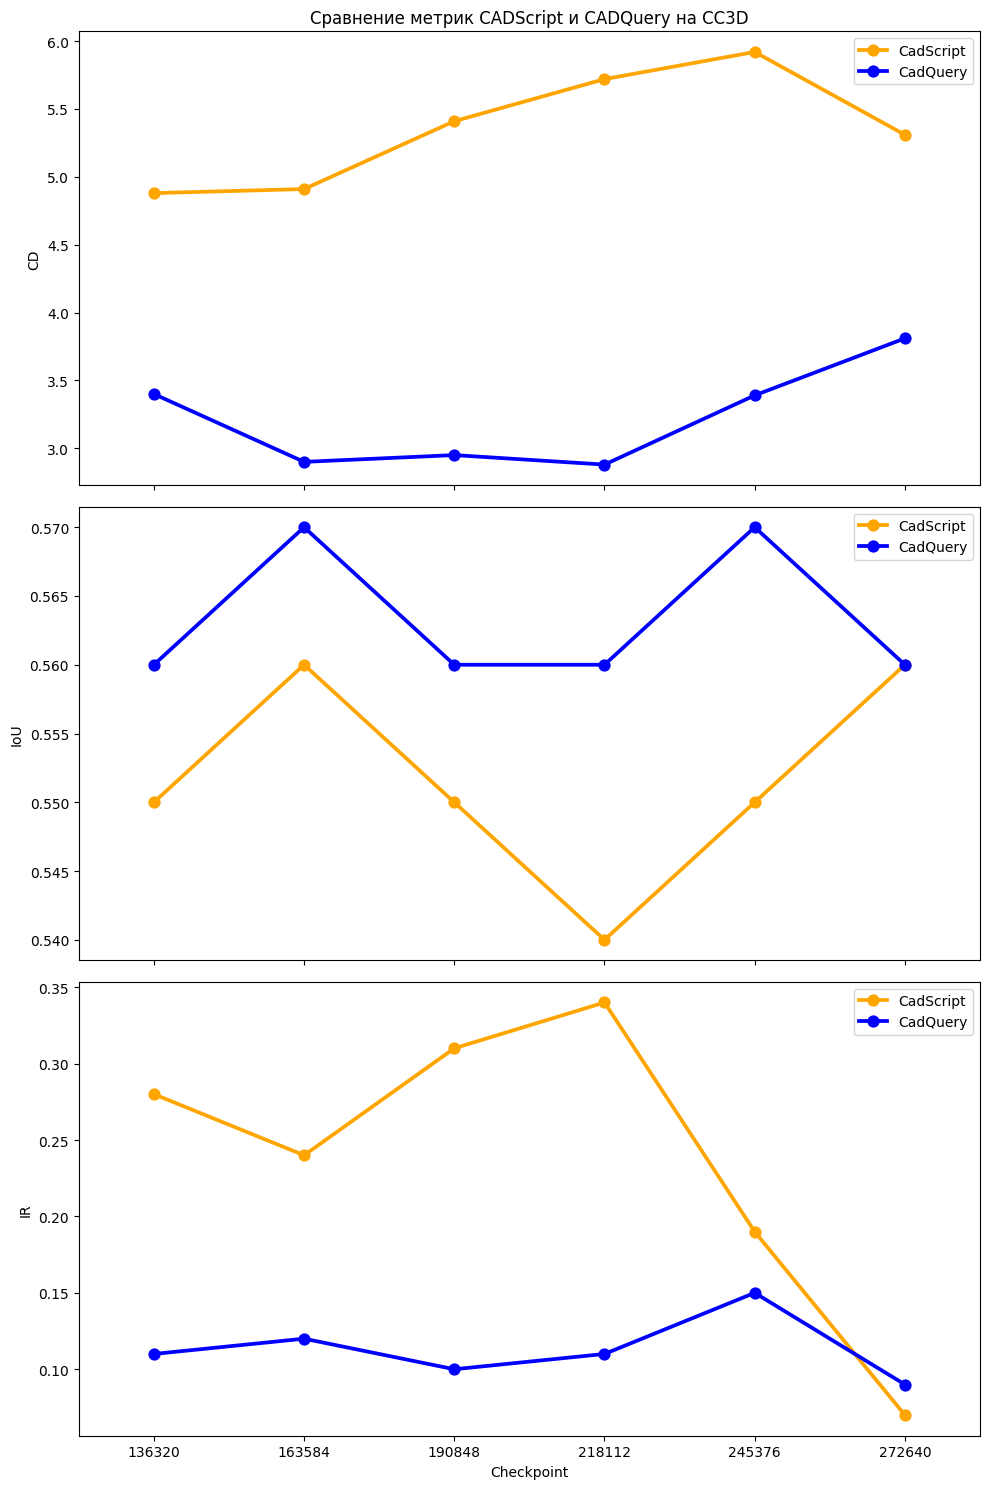 Сравнение метрик CADScript и CADQuery на CC3D
6.0
5.5
5.0
4.5
4.0
3.5
3.0
CD
CadScript
CadQuery
0.570
0.565
0.560
0.555
0.550
0.545
0.540
IoU
CadScript
CadQuery
0.35
0.30
0.25
0.20
0.15
0.10
IR
CadScript
CadQuery
136320 163584 190848 218112 245376 272640
Checkpoint